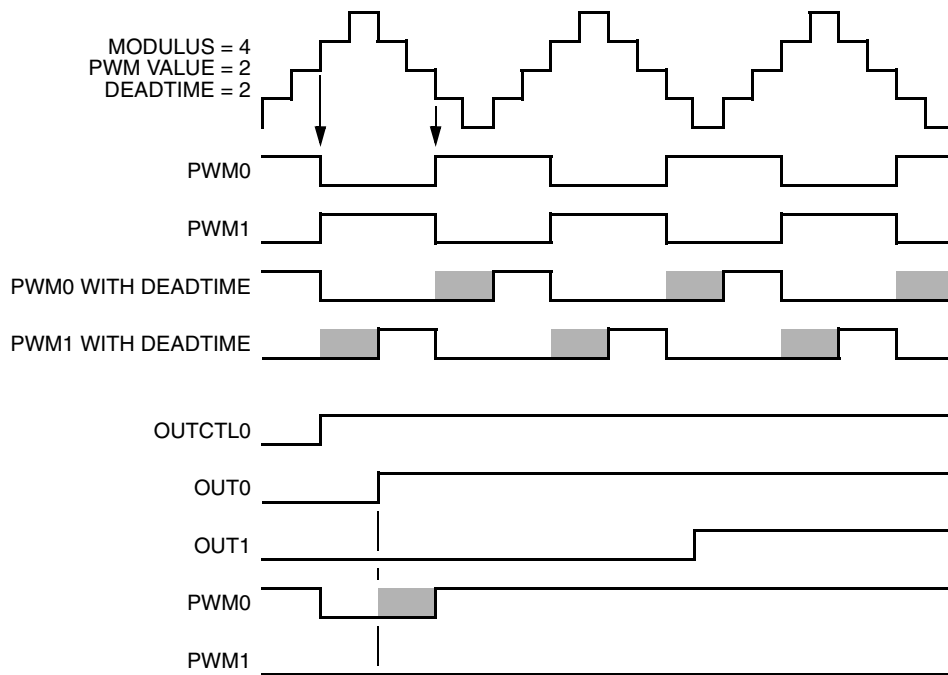 MODULUS = 4
PWM VALUE = 2
DEADTIME = 2
PWM0
PWM1
PWM0 WITH DEADTIME
PWM1 WITH DEADTIME
OUTCTL0
OUT0
OUT1
PWM0
PWM1